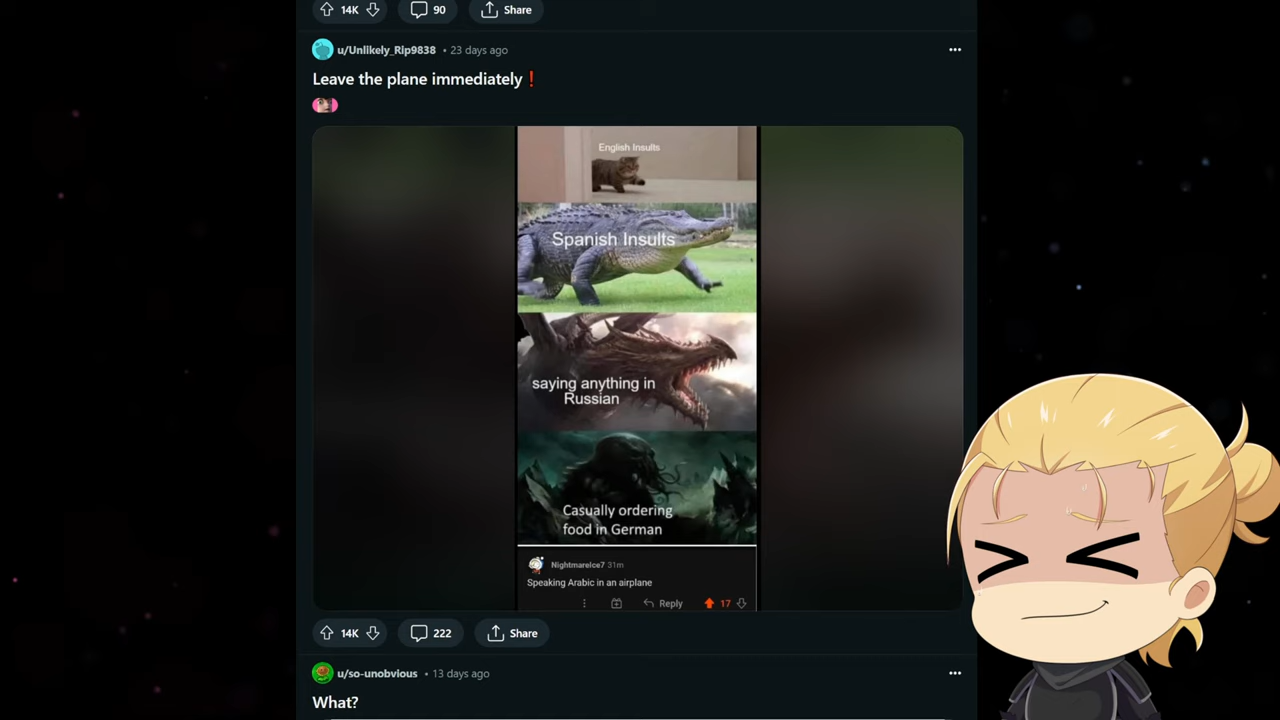 14K 90 Share
u/Unlikely_Rip9838 • 23 days ago
Leave the plane immediately❗
English Insults
Spanish Insults
saying anything in
Russian
Casually ordering
food in German
NightmareIce7 31m
Speaking Arabic in an airplane
Reply 17
14K 222 Share
u/so-unobvious • 13 days ago
What?